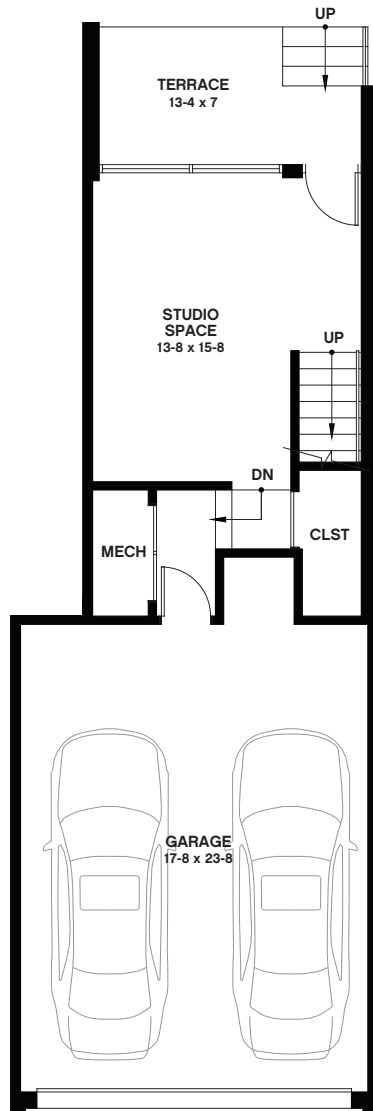 UP
TERRACE
13-4 x 7
STUDIO
SPACE
13-8 x 15-8
UP
DN
MECH
CLST
GARAGE
17-8 x 23-8